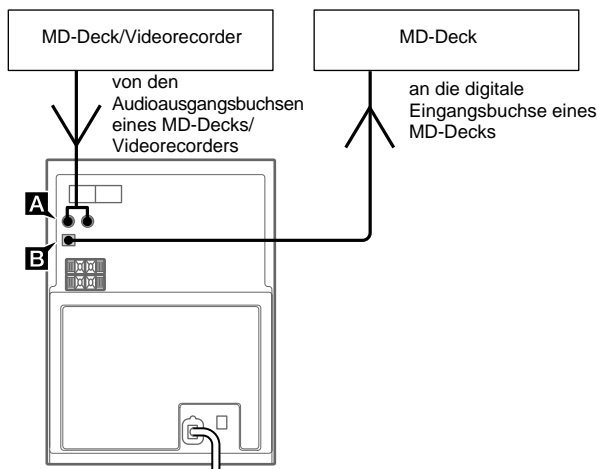 MD-Deck/Videorecorder
MD-Deck
von den
Audioausgangsbuchsen
eines MD-Decks/
Videorecorders
an die digitale
Eingangsbuchse eines
MD-Decks
A
B